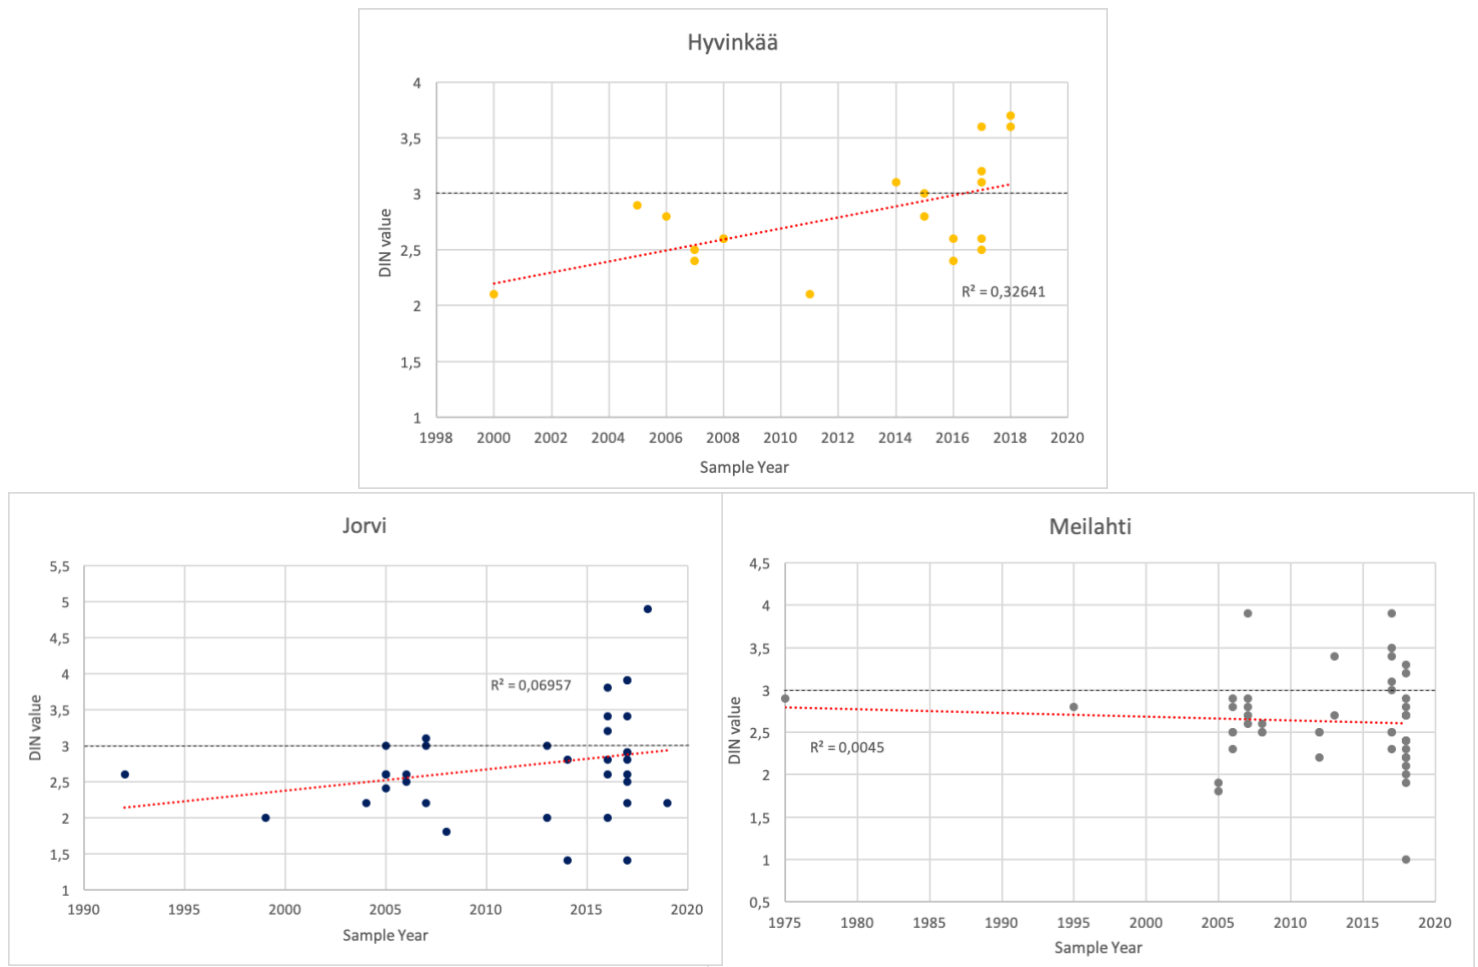 Hyvinkää
4
3,5
3
2,5
2
1,5
1
DIN value
R² = 0,32641
1998 2000 2002 2004 2006 2008 2010 2012 2014 2016 2018 2020
Sample Year
Jorvi
5,5
5
4,5
4
3,5
3
2,5
2
1,5
1
DIN value
R² = 0,06957
1990 1995 2000 2005 2010 2015 2020
Sample Year
Meilahti
4,5
4
3,5
3
2,5
2
1,5
1
0,5
DIN value
R² = 0,0045
1975 1980 1985 1990 1995 2000 2005 2010 2015 2020
Sample Year